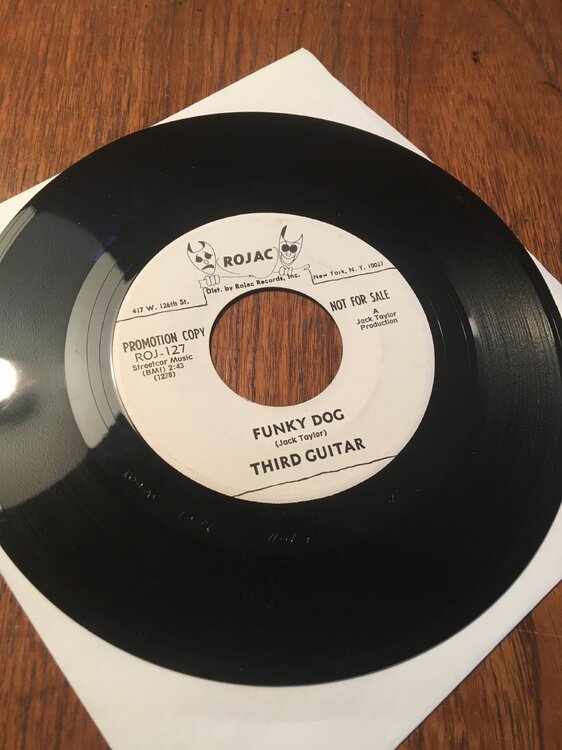 ROJAC
Dist. by Rojac Records, Inc.
417 W. 126th St.
New York, N. Y. 10027
PROMOTION COPY
ROJ-127
Streetcar Music
(BMI) 2:43
(1278)
NOT FOR SALE
A
Jack Taylor
Production
FUNKY DOG
(Jack Taylor)
THIRD GUITAR